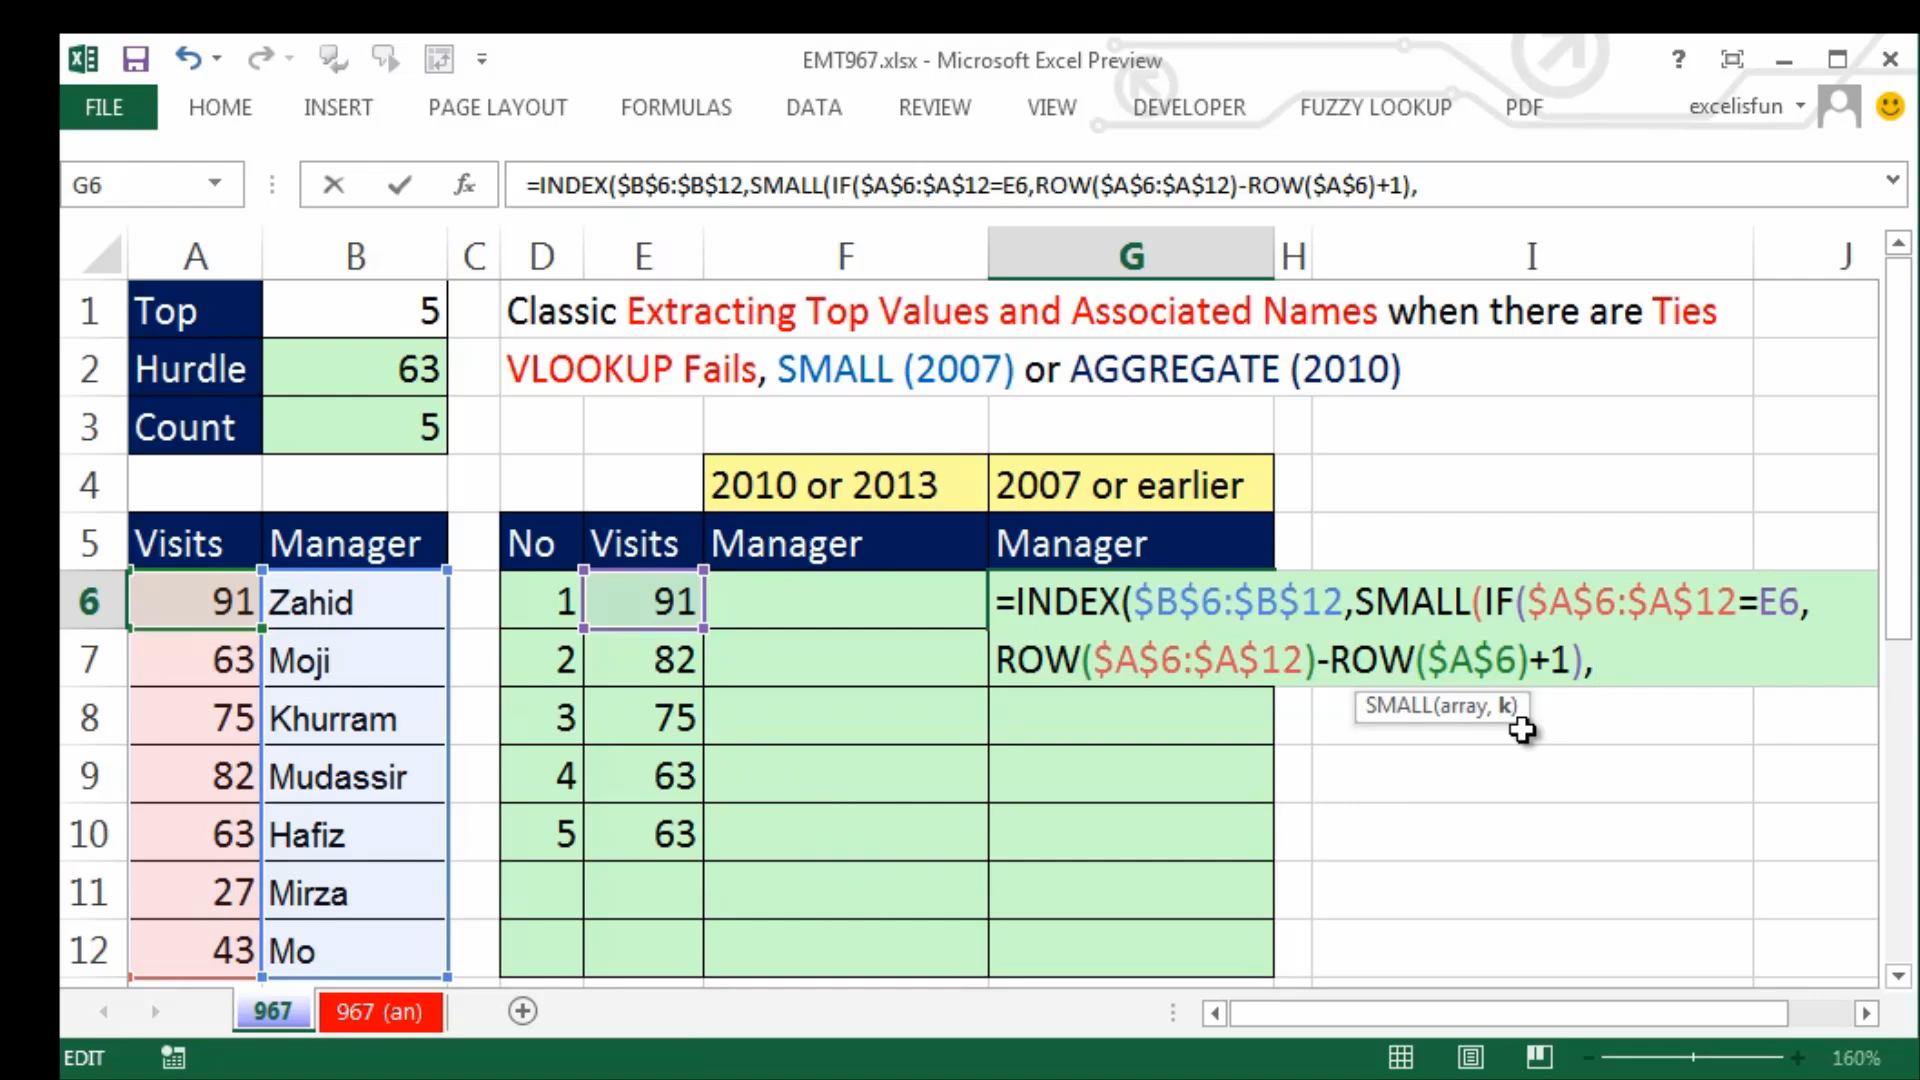 EMT967.xlsx - Microsoft Excel Preview
?
FILE HOME INSERT PAGE LAYOUT FORMULAS DATA REVIEW VIEW DEVELOPER FUZZY LOOKUP PDF excelisfun
G6 fx =INDEX($B$6:$B$12,SMALL(IF($A$6:$A$12=E6,ROW($A$6:$A$12)-ROW($A$6)+1),
A B C D E F G H I J
1 Top 5 Classic Extracting Top Values and Associated Names when there are Ties
2 Hurdle 63 VLOOKUP Fails, SMALL (2007) or AGGREGATE (2010)
3 Count 5
4 2010 or 2013 2007 or earlier
5 Visits Manager No Visits Manager Manager
6 91 Zahid 1 91 =INDEX($B$6:$B$12,SMALL(IF($A$6:$A$12=E6,
7 63 Moji 2 82 ROW($A$6:$A$12)-ROW($A$6)+1),
SMALL(array, k)
8 75 Khurram 3 75
9 82 Mudassir 4 63
10 63 Hafiz 5 63
11 27 Mirza
12 43 Mo
967 967 (an)
EDIT 160%